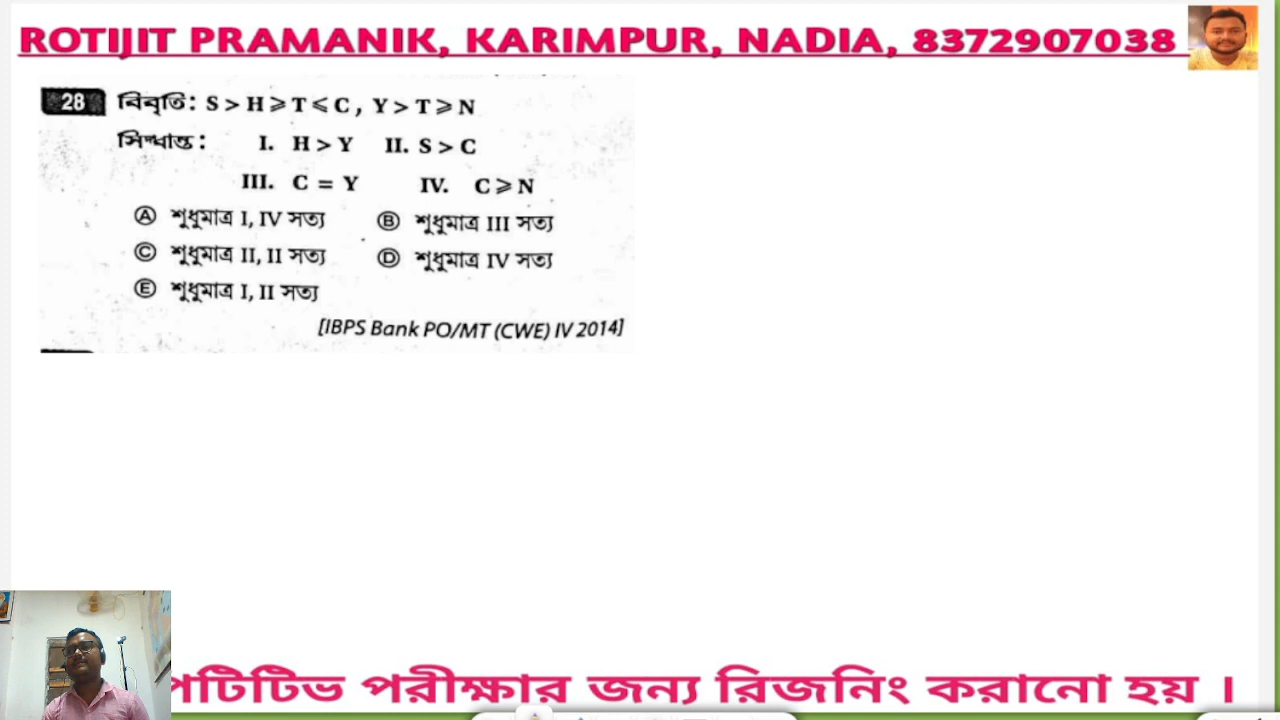 ROTIJIT PRAMANIK, KARIMPUR, NADIA, 8372907038
28 বিবৃতি: S > H ⩾ T ⩽ C, Y > T ⩾ N
সিদ্ধান্ত: I. H > Y II. S > C
III. C = Y IV. C ⩾ N
Ⓐ শুধুমাত্র I, IV সত্য Ⓑ শুধুমাত্র III সত্য
Ⓒ শুধুমাত্র II, II সত্য Ⓓ শুধুমাত্র IV সত্য
Ⓔ শুধুমাত্র I, II সত্য
[IBPS Bank PO/MT (CWE) IV 2014]
পটিটিভ পরীক্ষার জন্য রিজনিং করানো হয় ।